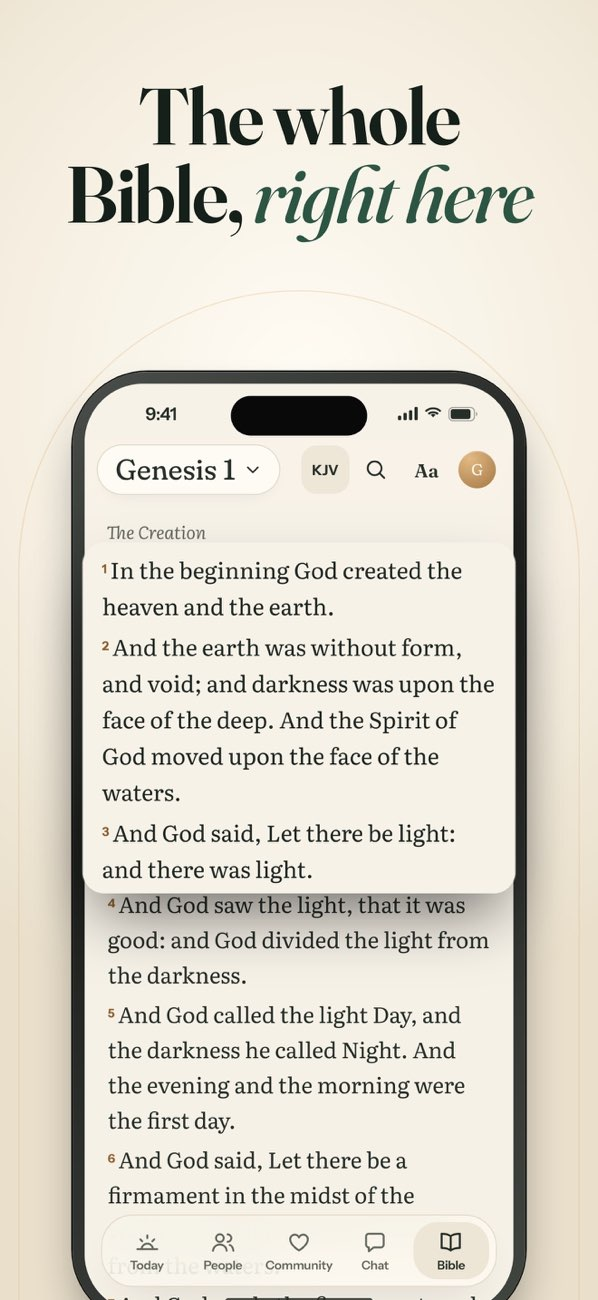 The whole
Bible, right here
9:41
Genesis 1
KJV
Aa
G
The Creation
1 In the beginning God created the
heaven and the earth.
2 And the earth was without form,
and void; and darkness was upon the
face of the deep. And the Spirit of
God moved upon the face of the
waters.
3 And God said, Let there be light:
and there was light.
4 And God saw the light, that it was
good: and God divided the light from
the darkness.
5 And God called the light Day, and
the darkness he called Night. And
the evening and the morning were
the first day.
6 And God said, Let there be a
firmament in the midst of the
from the waters.
Today
People
Community
Chat
Bible